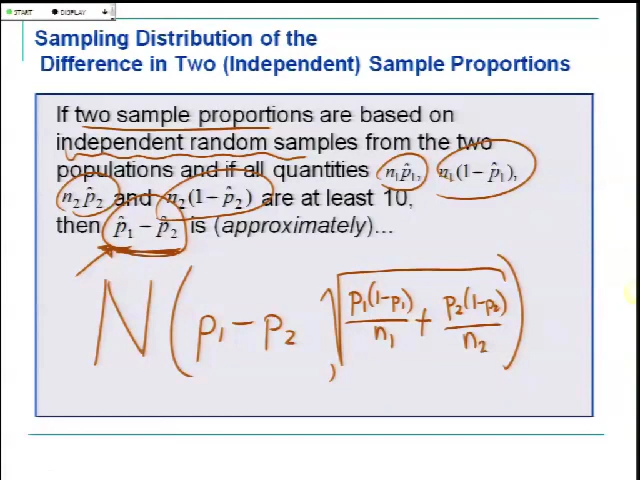 START DISPLAY
Sampling Distribution of the
Difference in Two (Independent) Sample Proportions
If two sample proportions are based on
independent random samples from the two
populations and if all quantities n₁p̂₁, n₁(1−p̂₁),
n₂p̂₂ and n₂(1−p̂₂) are at least 10,
then p̂₁ − p̂₂ is (approximately)...
N(p₁ − p₂, √(p₁(1-p₁)/n₁ + p₂(1-p₂)/n₂))